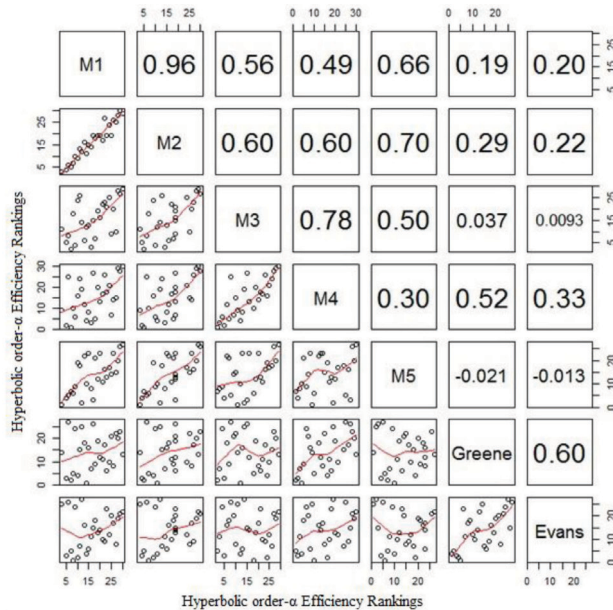 5 15 25
0 10 20 30
5 15 25
M1 0.96 0.56 0.49 0.66 0.19 0.20
5 15 25
5 15 25
M2 0.60 0.60 0.70 0.29 0.22
M3 0.78 0.50 0.037 0.0093
5 15 25
0 10 20 30
M4 0.30 0.52 0.33
M5 -0.021 -0.013
0 10 20
0 10 20
Greene 0.60
Evans
0 10 20
5 15 25
5 15 25
0 10 20
0 10 20
Hyperbolic order-α Efficiency Rankings
Hyperbolic order-α Efficiency Rankings